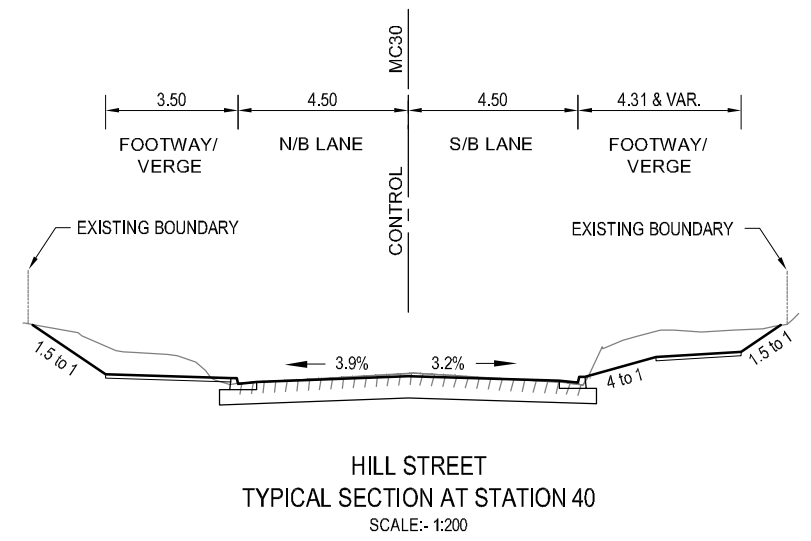 MC30
3.50
4.50
4.50
4.31 & VAR.
FOOTWAY/
VERGE
N/B LANE
S/B LANE
FOOTWAY/
VERGE
CONTROL
EXISTING BOUNDARY
EXISTING BOUNDARY
1.5 to 1
3.9%
3.2%
4 to 1
1.5 to 1
HILL STREET
TYPICAL SECTION AT STATION 40
SCALE:- 1:200